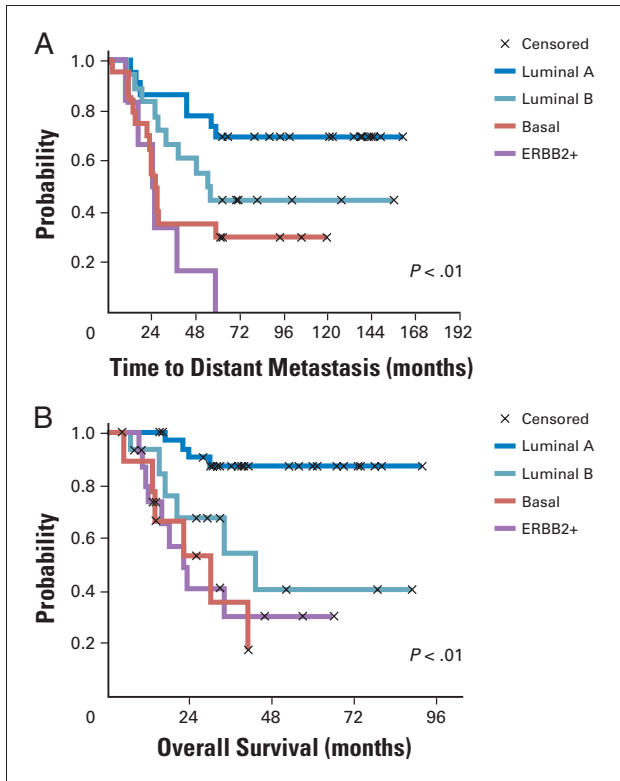 A
× Censored
Luminal A
Luminal B
Basal
ERBB2+
Probability
1.0
0.8
0.6
0.4
0.2
0
P < .01
24 48 72 96 120 144 168 192
Time to Distant Metastasis (months)
B
× Censored
Luminal A
Luminal B
Basal
ERBB2+
Probability
1.0
0.8
0.6
0.4
0.2
0
P < .01
24 48 72 96
Overall Survival (months)